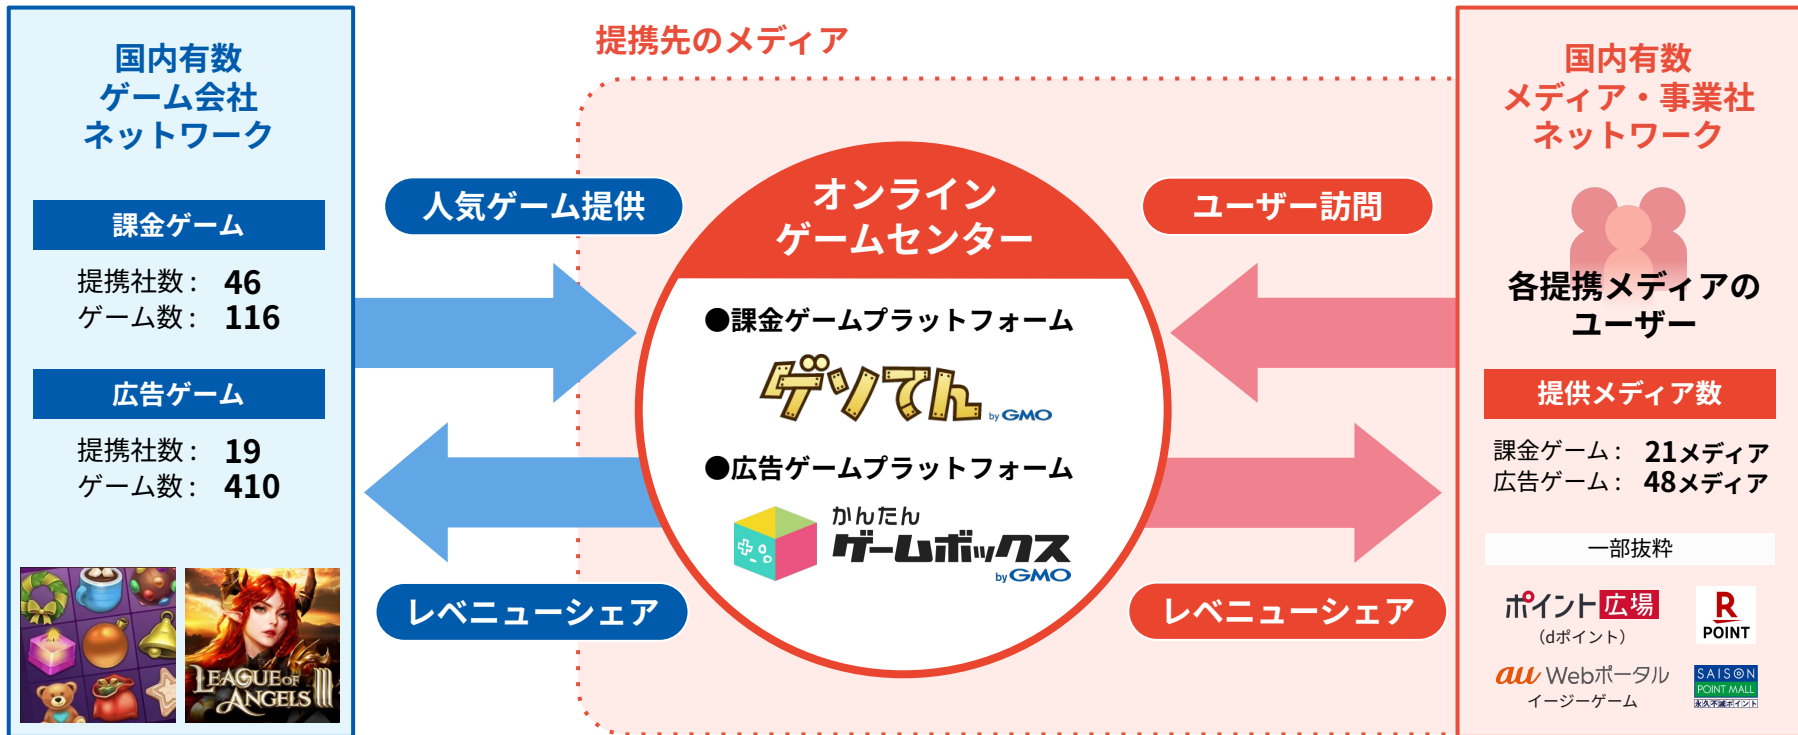 国内有数
ゲーム会社
ネットワーク
課金ゲーム
提携社数： 46
ゲーム数： 116
広告ゲーム
提携社数： 19
ゲーム数： 410
LEAGUE OF
ANGELS III
提携先のメディア
人気ゲーム提供
レベニューシェア
オンライン
ゲームセンター
●課金ゲームプラットフォーム
ゲソてん by GMO
●広告ゲームプラットフォーム
かんたん
ゲームボックス
by GMO
ユーザー訪問
レベニューシェア
国内有数
メディア・事業社
ネットワーク
各提携メディアの
ユーザー
提供メディア数
課金ゲーム： 21メディア
広告ゲーム： 48メディア
一部抜粋
ポイント広場
（dポイント）
R
POINT
au Webポータル
イージーゲーム
SAISON
POINT MALL
永久不滅ポイント